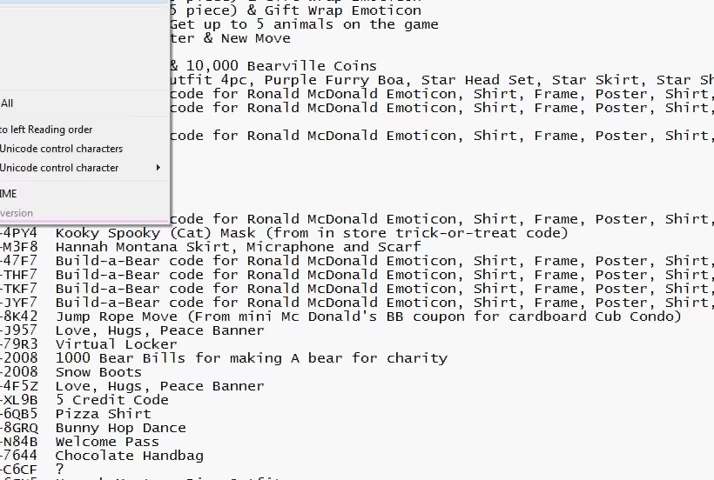 5 piece) & Gift Wrap Emoticon
Get up to 5 animals on the game
ter & New Move
& 10,000 Bearville Coins
utfit 4pc, Purple Furry Boa, Star Head Set, Star Skirt, Star Sh
code for Ronald McDonald Emoticon, Shirt, Frame, Poster, Shirt,
All
code for Ronald McDonald Emoticon, Shirt, Frame, Poster, Shirt,
to left Reading order
code for Ronald McDonald Emoticon, Shirt, Frame, Poster, Shirt,
Unicode control characters
Unicode control character
IME
version
code for Ronald McDonald Emoticon, Shirt, Frame, Poster, Shirt,
-4PY4 Kooky Spooky (Cat) Mask (from in store trick-or-treat code)
-M3F8 Hannah Montana Skirt, Micraphone and Scarf
-47F7 Build-a-Bear code for Ronald McDonald Emoticon, Shirt, Frame, Poster, Shirt,
-THF7 Build-a-Bear code for Ronald McDonald Emoticon, Shirt, Frame, Poster, Shirt,
-TKF7 Build-a-Bear code for Ronald McDonald Emoticon, Shirt, Frame, Poster, Shirt,
-JYF7 Build-a-Bear code for Ronald McDonald Emoticon, Shirt, Frame, Poster, Shirt,
-8K42 Jump Rope Move (From mini Mc Donald's BB coupon for cardboard Cub Condo)
-J957 Love, Hugs, Peace Banner
-79R3 Virtual Locker
-2008 1000 Bear Bills for making A bear for charity
-2008 Snow Boots
-4F5Z Love, Hugs, Peace Banner
-XL9B 5 Credit Code
-6QB5 Pizza Shirt
-8GRQ Bunny Hop Dance
-N84B Welcome Pass
-7644 Chocolate Handbag
-C6CF ?